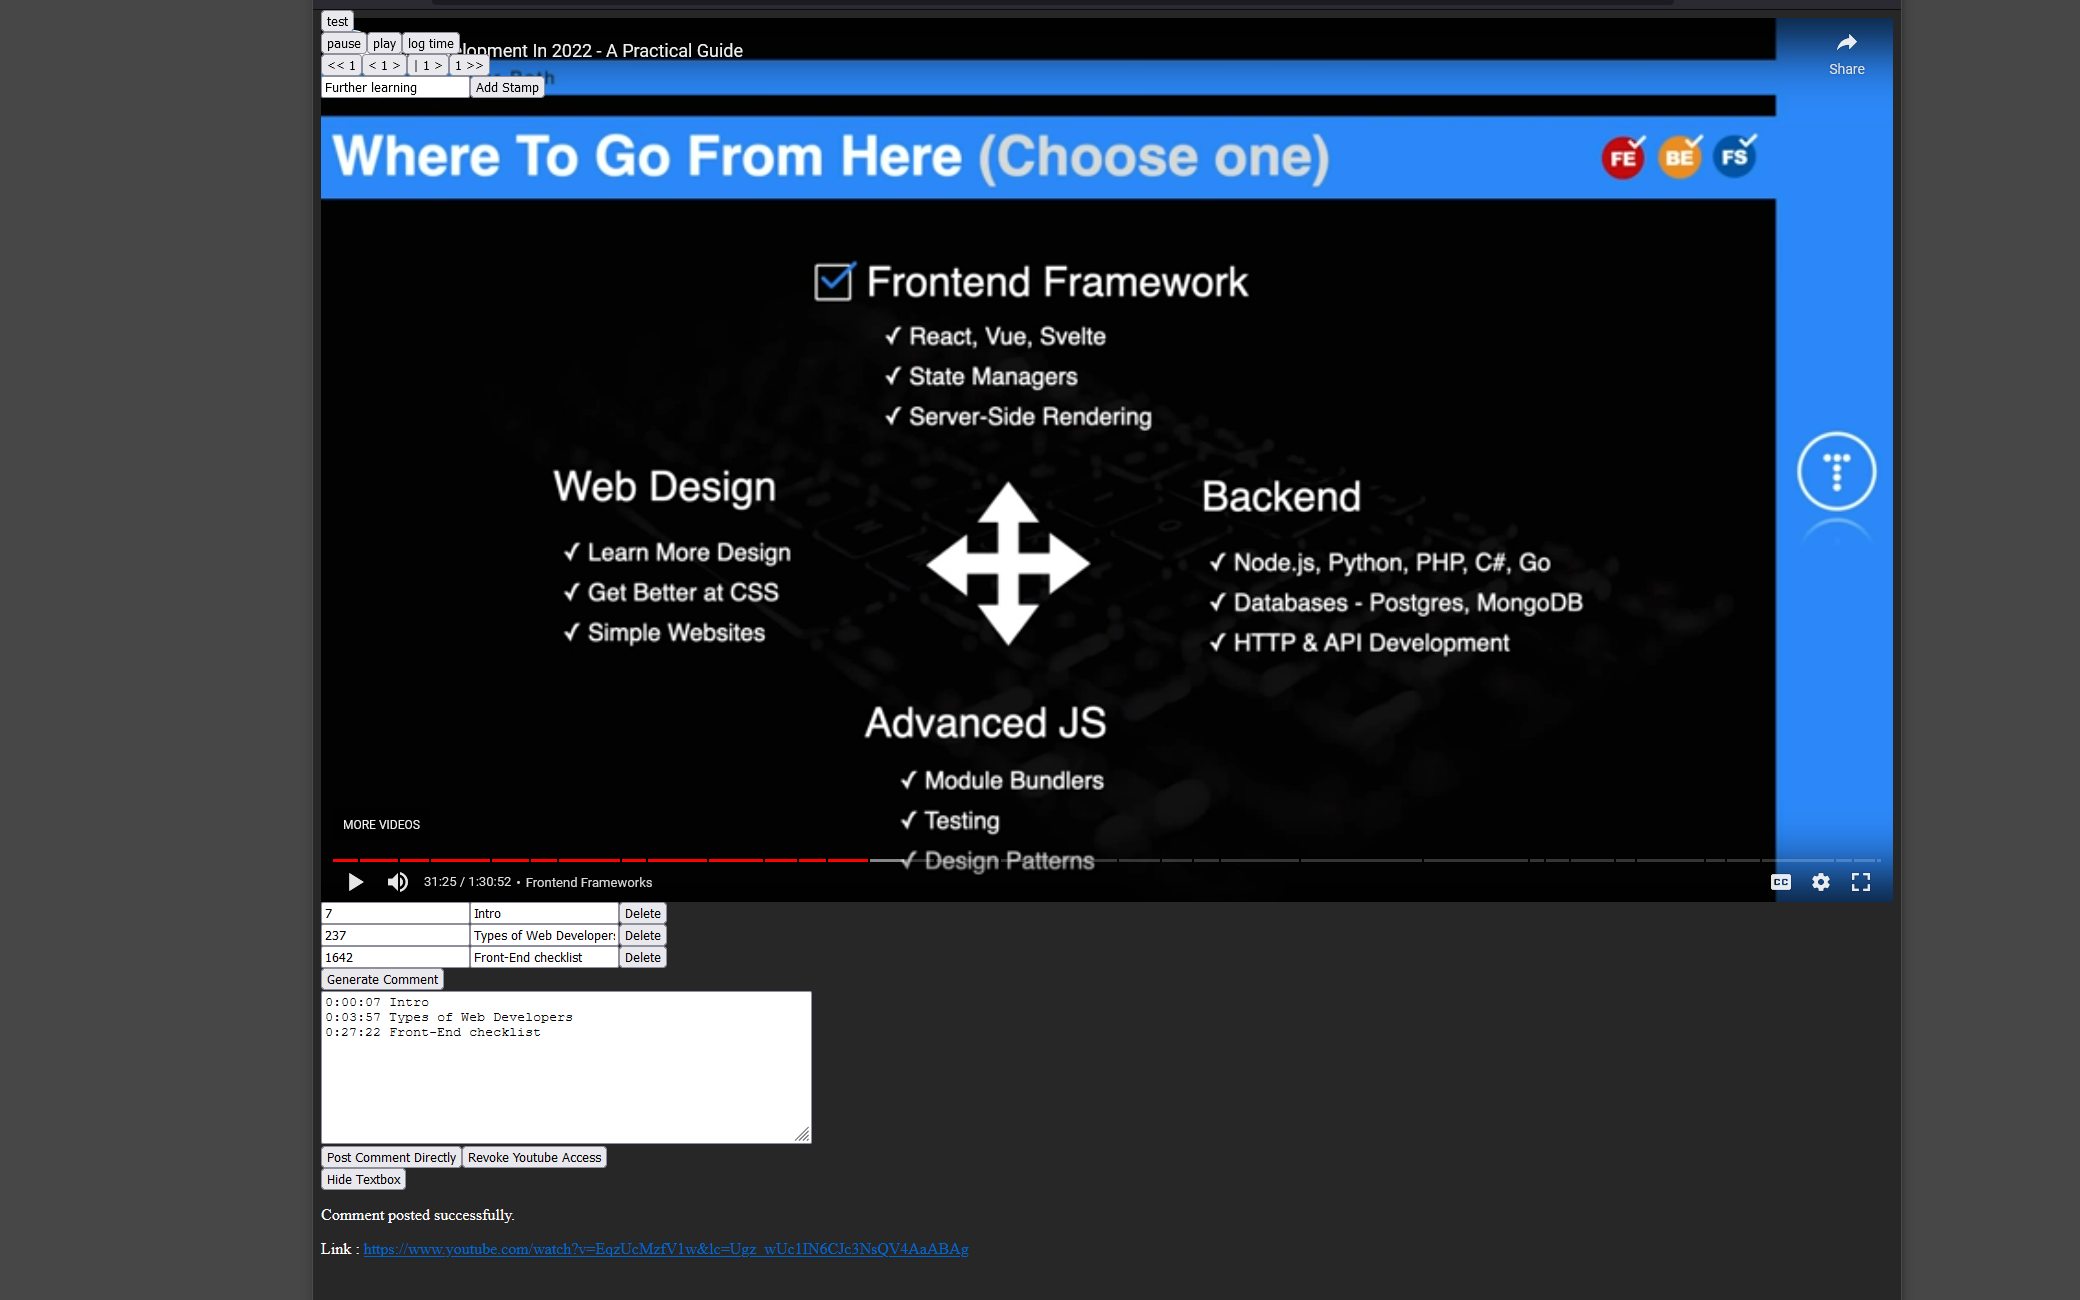 test
pause play log time
lopment In 2022 - A Practical Guide
Share
<< 1 < 1 > | 1 > 1 >>
Further learning Add Stamp
Where To Go From Here (Choose one)
FE BE FS
Frontend Framework
✓ React, Vue, Svelte
✓ State Managers
✓ Server-Side Rendering
Web Design
✓ Learn More Design
✓ Get Better at CSS
✓ Simple Websites
Backend
✓ Node.js, Python, PHP, C#, Go
✓ Databases - Postgres, MongoDB
✓ HTTP & API Development
T
Advanced JS
✓ Module Bundlers
✓ Testing
✓ Design Patterns
MORE VIDEOS
31:25 / 1:30:52 • Frontend Frameworks
CC
7 Intro Delete
237 Types of Web Developers Delete
1642 Front-End checklist Delete
Generate Comment
0:00:07 Intro
0:03:57 Types of Web Developers
0:27:22 Front-End checklist
Post Comment Directly Revoke Youtube Access
Hide Textbox
Comment posted successfully.
Link : https://www.youtube.com/watch?v=EqzUcMzfV1w&lc=Ugz_wUc1IN6CJc3NsQV4AaABAg